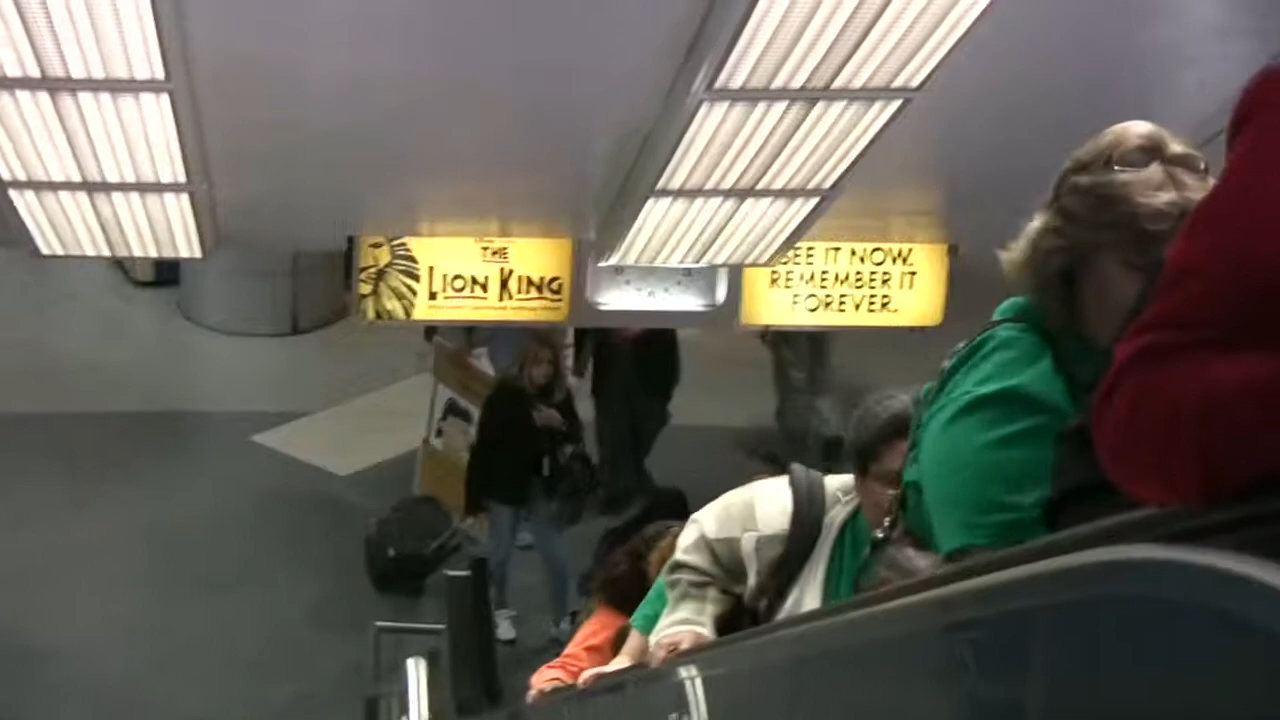 THE
LION KING
SEE IT NOW.
REMEMBER IT
FOREVER.